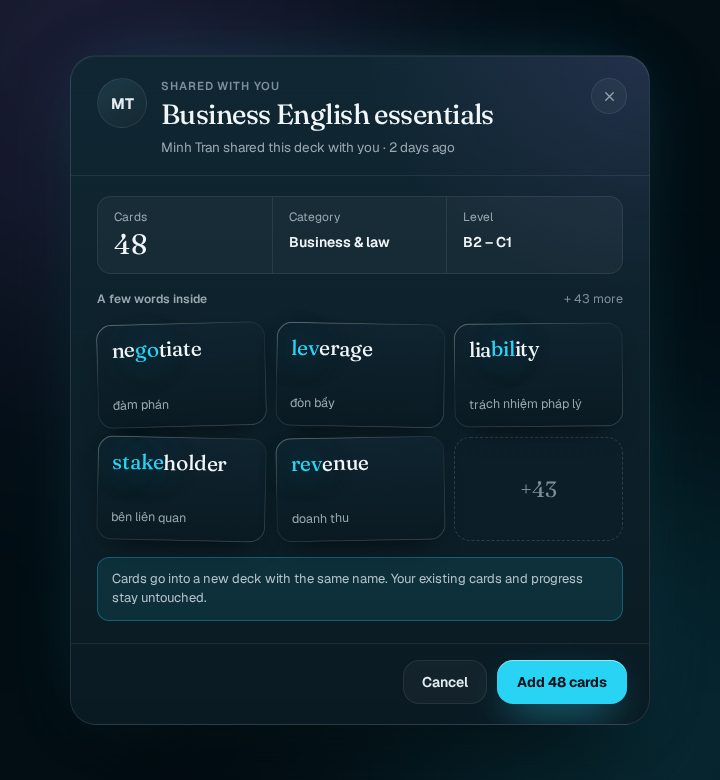 MT
SHARED WITH YOU
Business English essentials
Minh Tran shared this deck with you · 2 days ago
Cards
48
Category
Business & law
Level
B2 – C1
A few words inside
+ 43 more
negotiate
đàm phán
leverage
đòn bẩy
liability
trách nhiệm pháp lý
stakeholder
bên liên quan
revenue
doanh thu
+43
Cards go into a new deck with the same name. Your existing cards and progress
stay untouched.
Cancel
Add 48 cards